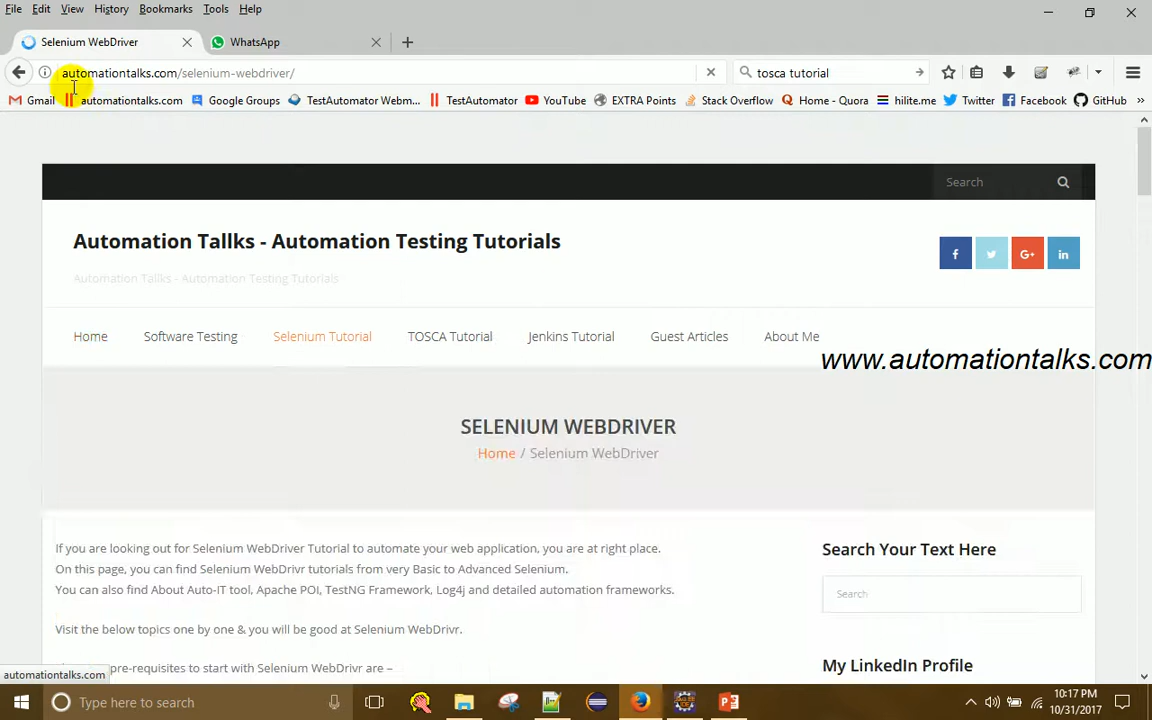 File Edit View History Bookmarks Tools Help
Selenium WebDriver WhatsApp
automationtalks.com/selenium-webdriver/ tosca tutorial
Gmail automationtalks.com Google Groups TestAutomator Webm... TestAutomator YouTube EXTRA Points Stack Overflow Home - Quora hilite.me Twitter Facebook GitHub
Search
Automation Tallks - Automation Testing Tutorials
Automation Tallks - Automation Testing Tutorials
f G+ in
Home Software Testing Selenium Tutorial TOSCA Tutorial Jenkins Tutorial Guest Articles About Me
www.automationtalks.com
SELENIUM WEBDRIVER
Home / Selenium WebDriver
If you are looking out for Selenium WebDriver Tutorial to automate your web application, you are at right place.
On this page, you can find Selenium WebDrivr tutorials from very Basic to Advanced Selenium.
You can also find About Auto-IT tool, Apache POI, TestNG Framework, Log4j and detailed automation frameworks.
Visit the below topics one by one & you will be good at Selenium WebDrivr.
pre-requisites to start with Selenium WebDrivr are –
Search Your Text Here
Search
My LinkedIn Profile
automationtalks.com
Type here to search
10:17 PM
10/31/2017